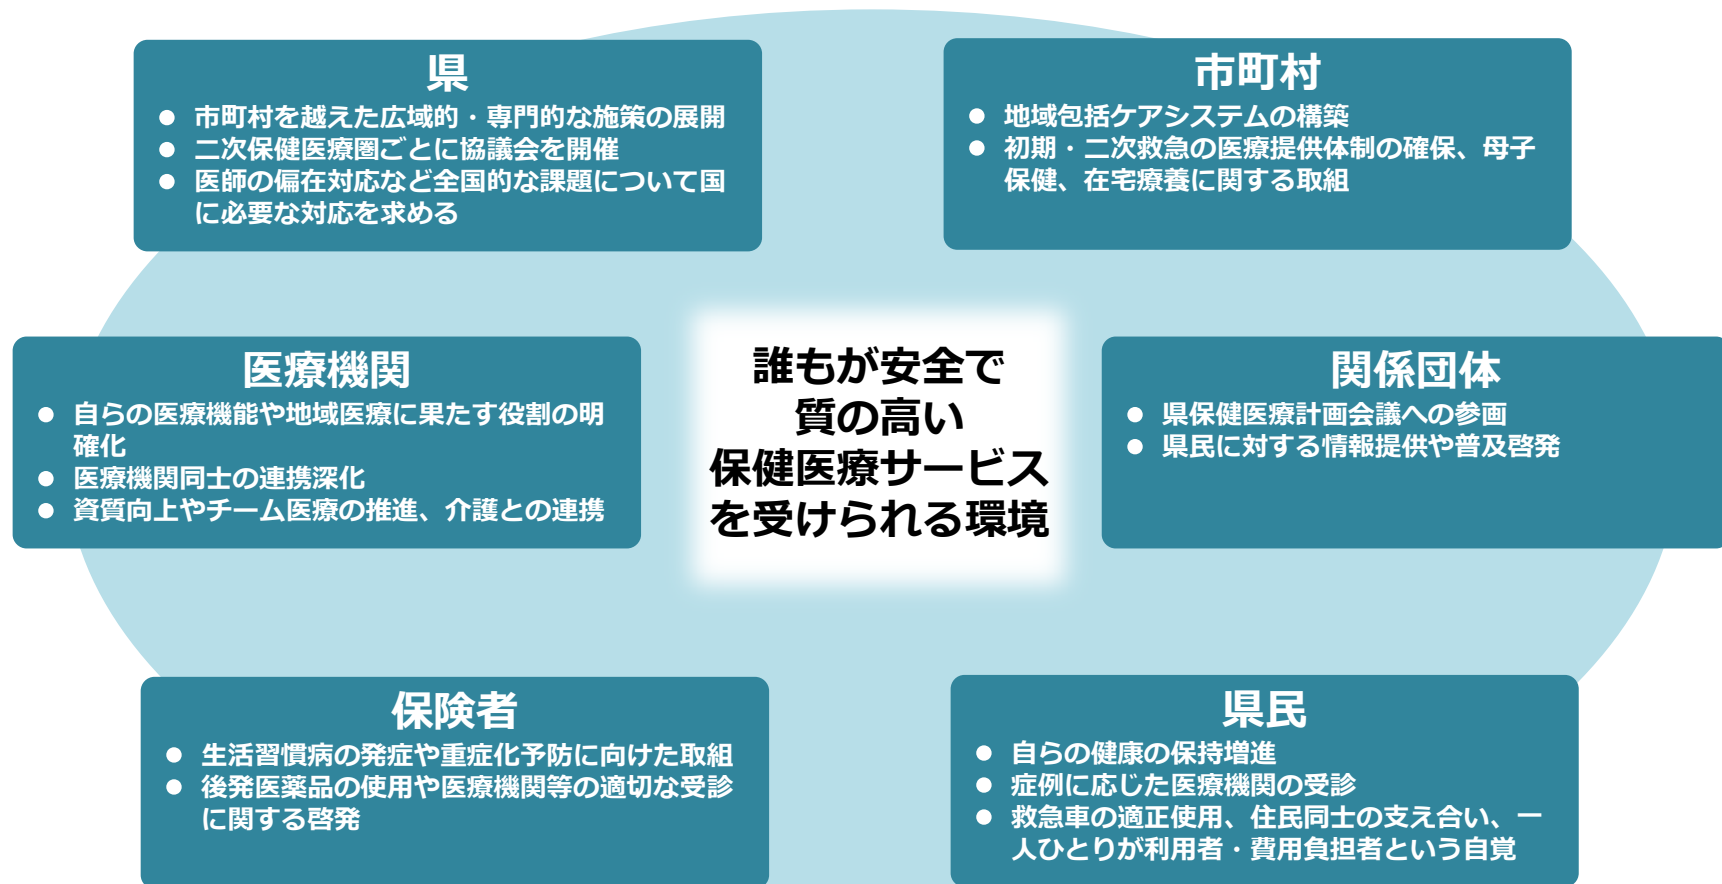 県
● 市町村を越えた広域的・専門的な施策の展開
● 二次保健医療圏ごとに協議会を開催
● 医師の偏在対応など全国的な課題について国
に必要な対応を求める
市町村
● 地域包括ケアシステムの構築
● 初期・二次救急の医療提供体制の確保、母子
保健、在宅療養に関する取組
医療機関
● 自らの医療機能や地域医療に果たす役割の明
確化
● 医療機関同士の連携深化
● 資質向上やチーム医療の推進、介護との連携
誰もが安全で
質の高い
保健医療サービス
を受けられる環境
関係団体
● 県保健医療計画会議への参画
● 県民に対する情報提供や普及啓発
保険者
● 生活習慣病の発症や重症化予防に向けた取組
● 後発医薬品の使用や医療機関等の適切な受診
に関する啓発
県民
● 自らの健康の保持増進
● 症例に応じた医療機関の受診
● 救急車の適正使用、住民同士の支え合い、一
人ひとりが利用者・費用負担者という自覚